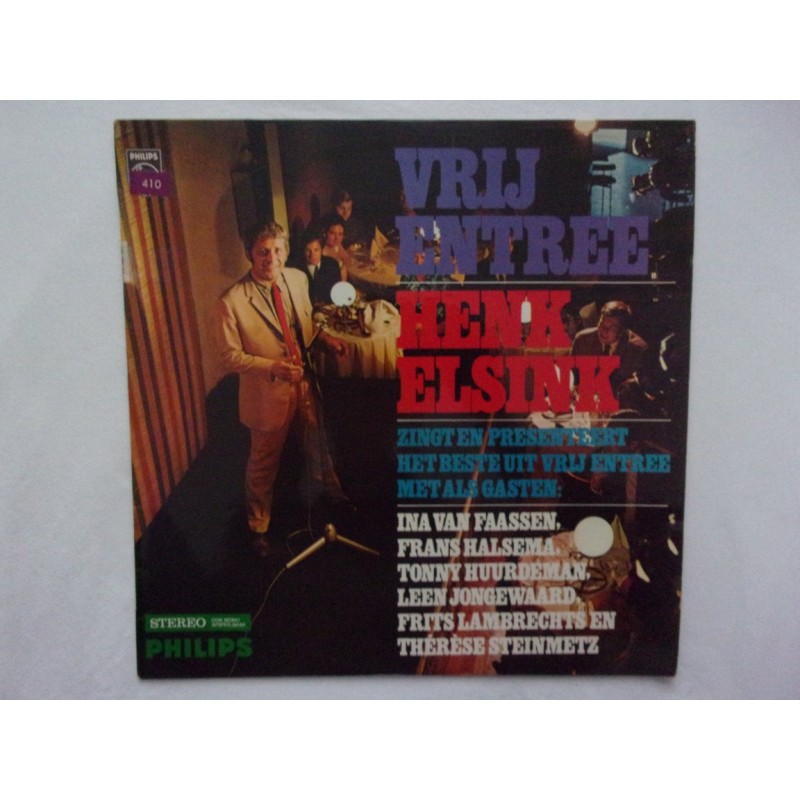 PHILIPS
410
VRIJ
ENTREE
HENK
ELSINK
ZINGT EN PRESENTEERT
HET BESTE UIT VRIJ ENTREE
MET ALS GASTEN:
INA VAN FAASSEN,
FRANS HALSEMA,
TONNY HUURDEMAN,
LEEN JONGEWAARD,
FRITS LAMBRECHTS EN
THÉRÈSE STEINMETZ
STEREO
PHILIPS